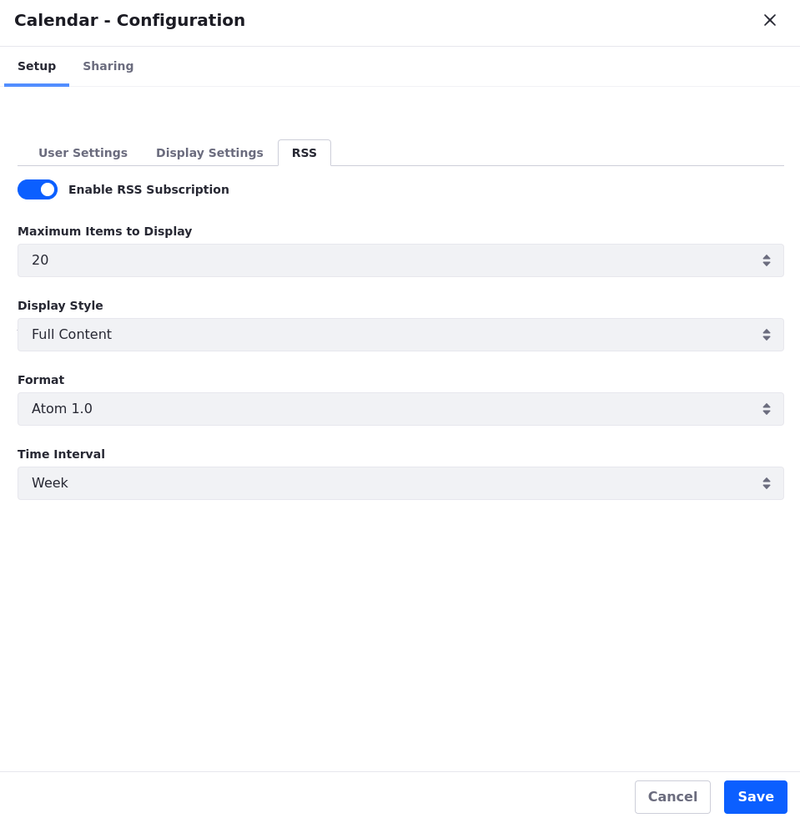 Calendar - Configuration
Setup Sharing
User Settings Display Settings RSS
Enable RSS Subscription
Maximum Items to Display
20
Display Style
Full Content
Format
Atom 1.0
Time Interval
Week
Cancel Save